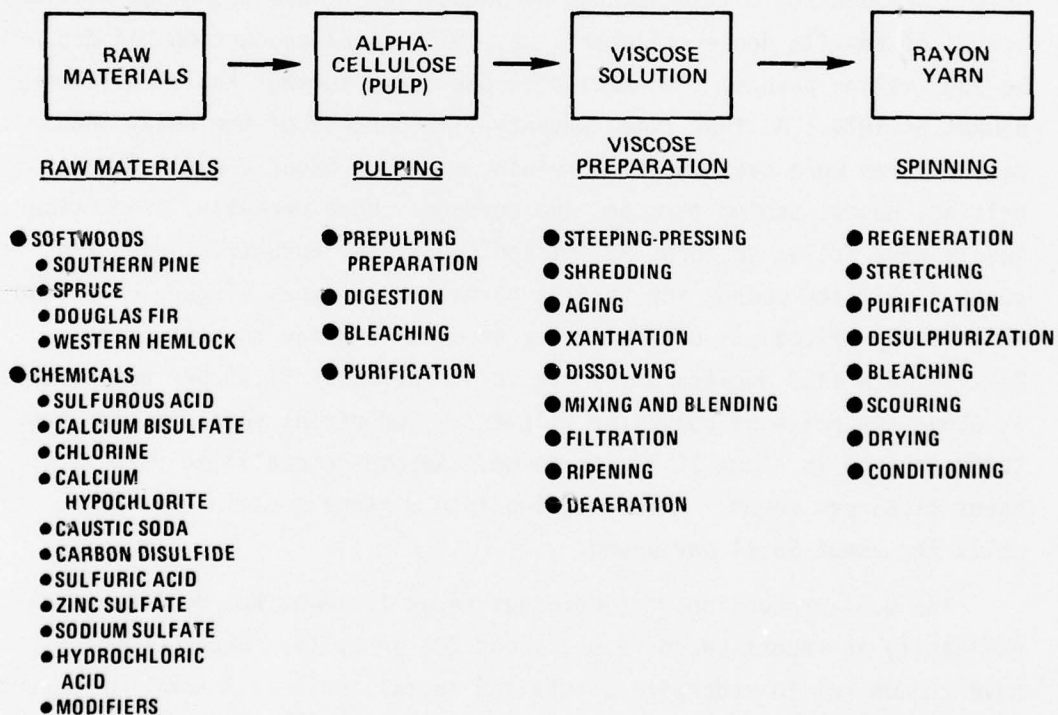 RAW
MATERIALS
ALPHA-
CELLULOSE
(PULP)
VISCOSE
SOLUTION
RAYON
YARN
RAW MATERIALS
PULPING
VISCOSE
PREPARATION
SPINNING
● SOFTWOODS
● SOUTHERN PINE
● SPRUCE
● DOUGLAS FIR
● WESTERN HEMLOCK
● CHEMICALS
● SULFUROUS ACID
● CALCIUM BISULFATE
● CHLORINE
● CALCIUM
HYPOCHLORITE
● CAUSTIC SODA
● CARBON DISULFIDE
● SULFURIC ACID
● ZINC SULFATE
● SODIUM SULFATE
● HYDROCHLORIC
ACID
● MODIFIERS
● PREPULPING
PREPARATION
● DIGESTION
● BLEACHING
● PURIFICATION
● STEEPING-PRESSING
● SHREDDING
● AGING
● XANTHATION
● DISSOLVING
● MIXING AND BLENDING
● FILTRATION
● RIPENING
● DEAERATION
● REGENERATION
● STRETCHING
● PURIFICATION
● DESULPHURIZATION
● BLEACHING
● SCOURING
● DRYING
● CONDITIONING